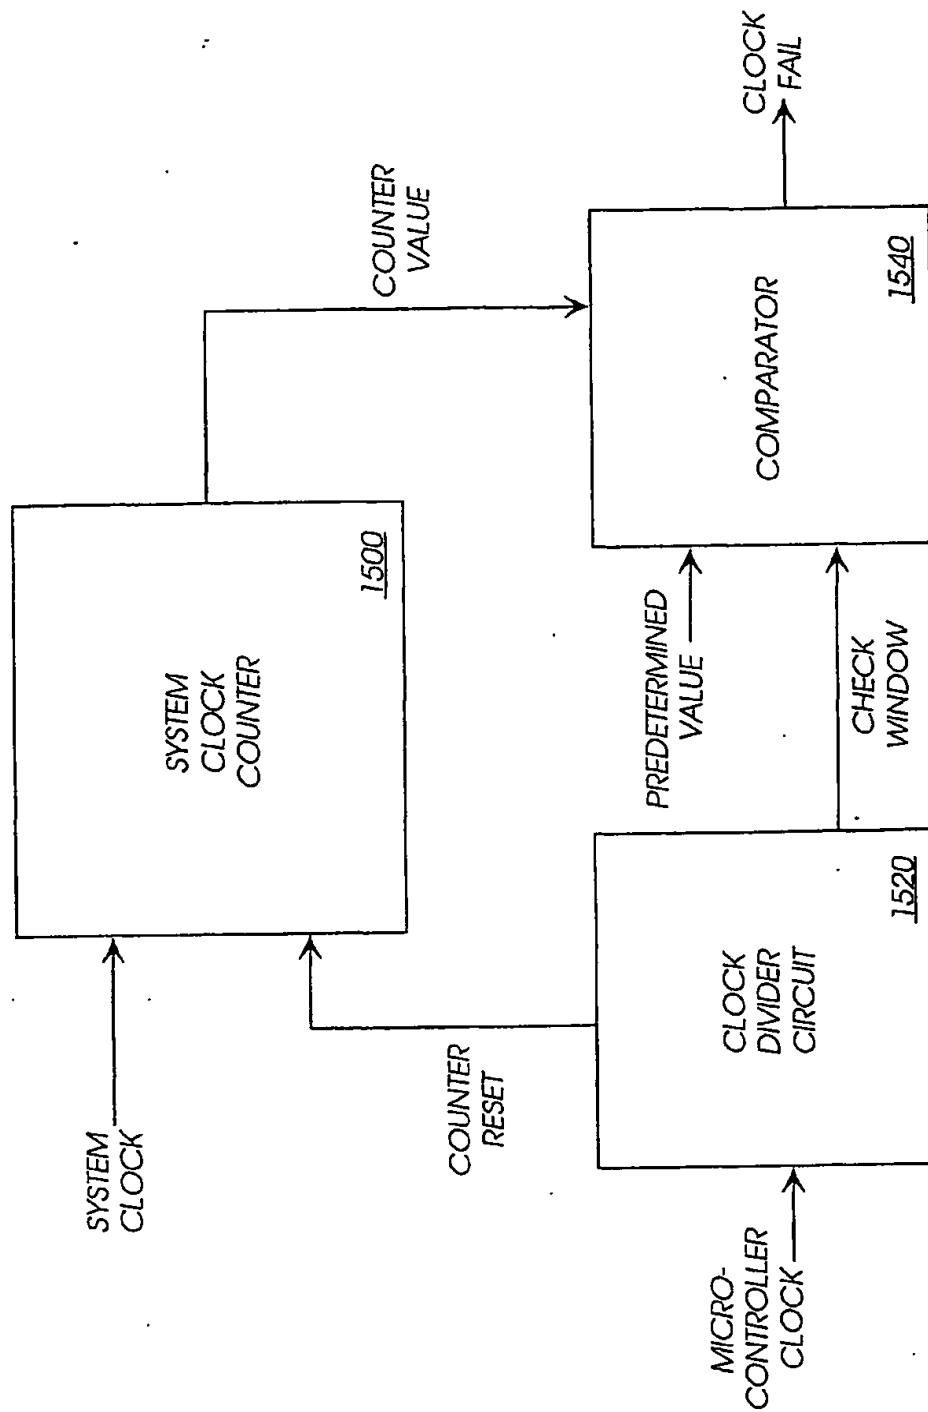 SYSTEM
CLOCK
SYSTEM
CLOCK
COUNTER
1500
COUNTER
RESET
COUNTER
VALUE
MICRO-
CONTROLLER
CLOCK
CLOCK
DIVIDER
CIRCUIT
1520
PREDETERMINED
VALUE
CHECK
WINDOW
COMPARATOR
1540
CLOCK
FAIL